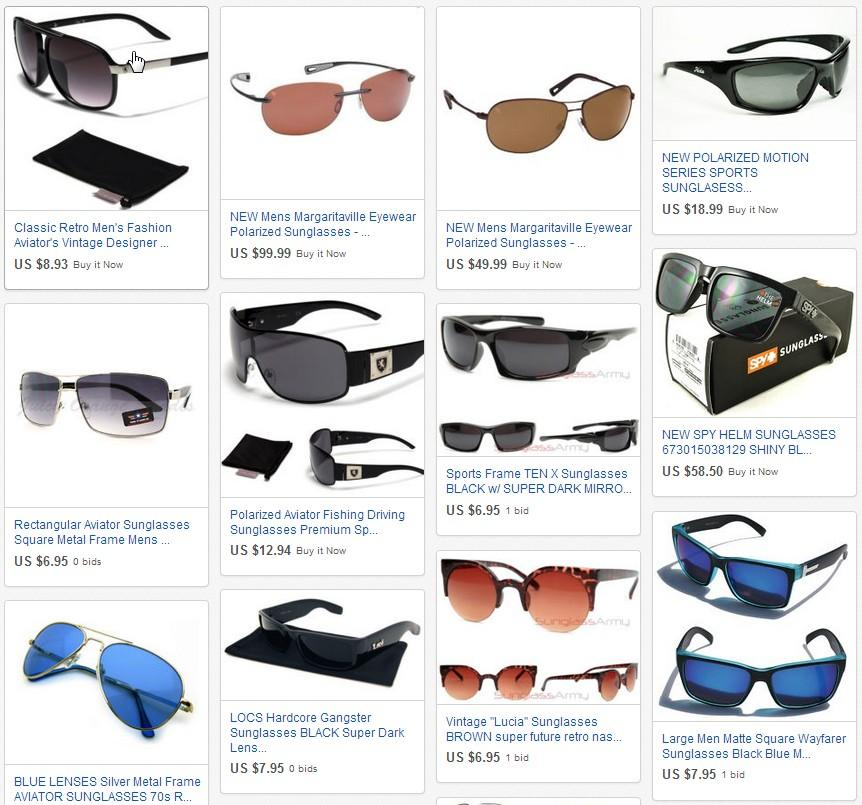 Classic Retro Men's Fashion
Aviator's Vintage Designer ...
US $8.93 Buy it Now
NEW Mens Margaritaville Eyewear
Polarized Sunglasses - ...
US $99.99 Buy it Now
NEW Mens Margaritaville Eyewear
Polarized Sunglasses - ...
US $49.99 Buy it Now
NEW POLARIZED MOTION
SERIES SPORTS
SUNGLASESS...
US $18.99 Buy it Now
Rectangular Aviator Sunglasses
Square Metal Frame Mens ...
US $6.95 0 bids
Polarized Aviator Fishing Driving
Sunglasses Premium Sp...
US $12.94 Buy it Now
SunglassArmy
SunglassArmy
Sports Frame TEN X Sunglasses
BLACK w/ SUPER DARK MIRRO...
US $6.95 1 bid
HELM
SPY
SPY SUNGLASS
NEW SPY HELM SUNGLASSES
673015038129 SHINY BL...
US $58.50 Buy it Now
BLUE LENSES Silver Metal Frame
AVIATOR SUNGLASSES 70s R...
Locs
LOCS Hardcore Gangster
Sunglasses BLACK Super Dark
Lens...
US $7.95 0 bids
SunglassArmy
SunglassArmy
Vintage "Lucia" Sunglasses
BROWN super future retro nas...
US $6.95 1 bid
Large Men Matte Square Wayfarer
Sunglasses Black Blue M...
US $7.95 1 bid